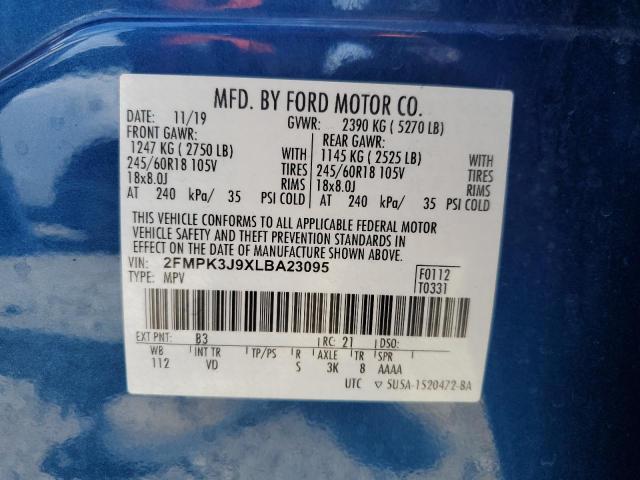 MFD. BY FORD MOTOR CO.
DATE: 11/19 GVWR: 2390 KG ( 5270 LB)
FRONT GAWR: REAR GAWR:
1247 KG ( 2750 LB) WITH 1145 KG ( 2525 LB) WITH
245/60R18 105V TIRES 245/60R18 105V TIRES
18x8.0J RIMS 18x8.0J RIMS
AT 240 kPa/ 35 PSI COLD AT 240 kPa/ 35 PSI COLD
THIS VEHICLE CONFORMS TO ALL APPLICABLE FEDERAL MOTOR
VEHICLE SAFETY AND THEFT PREVENTION STANDARDS IN
EFFECT ON THE DATE OF MANUFACTURE SHOWN ABOVE.
VIN: 2FMPK3J9XLBA23095 F0112
TYPE: MPV T0331
EXT PNT: B3 RC: 21 DSO:
WB INT TR TP/PS R AXLE TR SPR
112 VD S 3K 8 AAAA
UTC ▽5U5A-1520472-BA